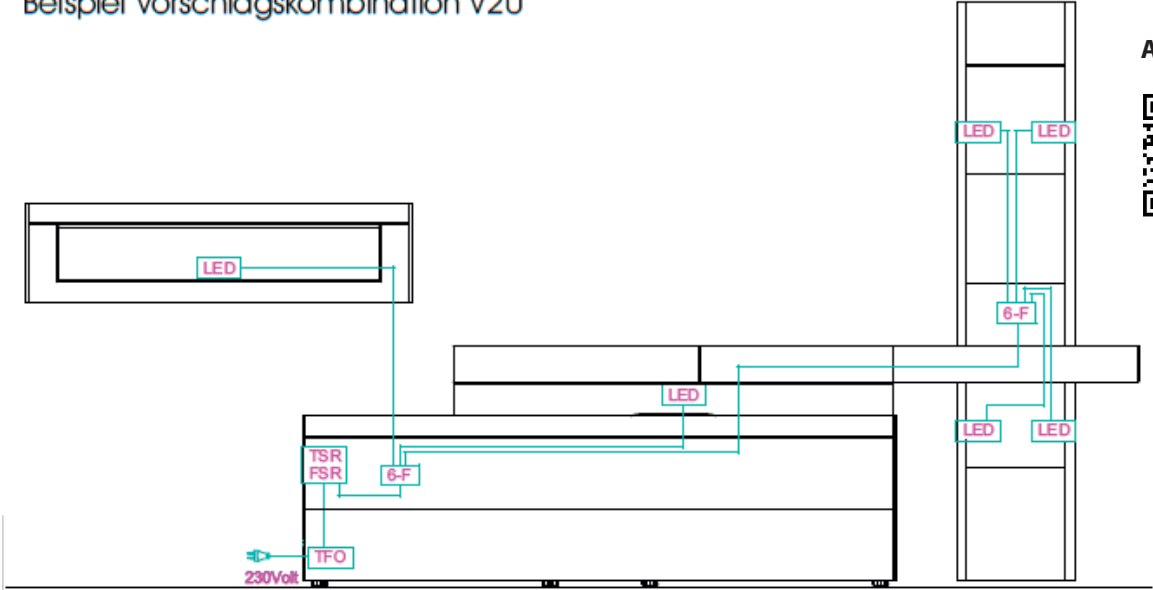 Beispiel Vorschlagskombination V20
A
LED LED
LED
6-F
LED
LED LED
TSR
FSR
6-F
TFO
230Volt